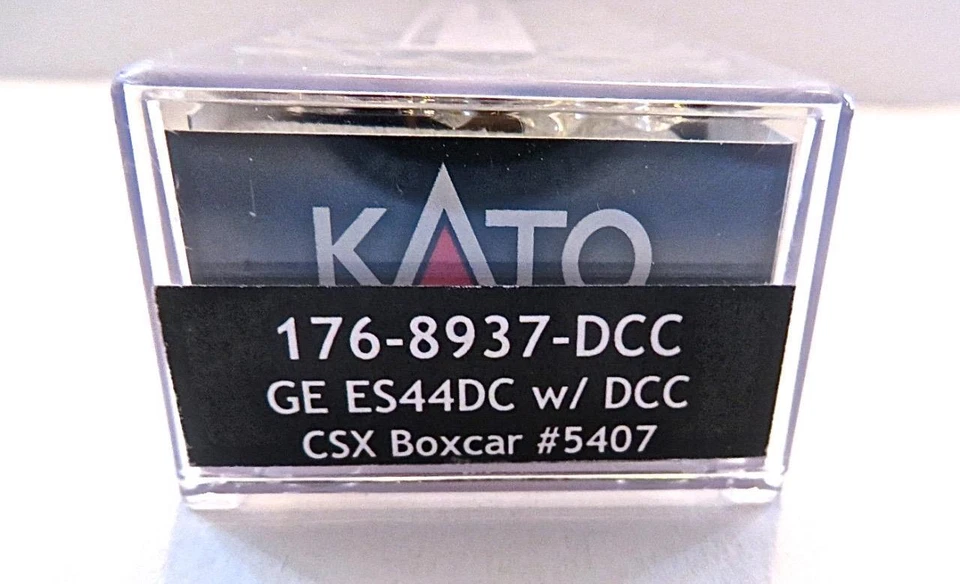 KATO
176-8937-DCC
GE ES44DC w/ DCC
CSX Boxcar #5407